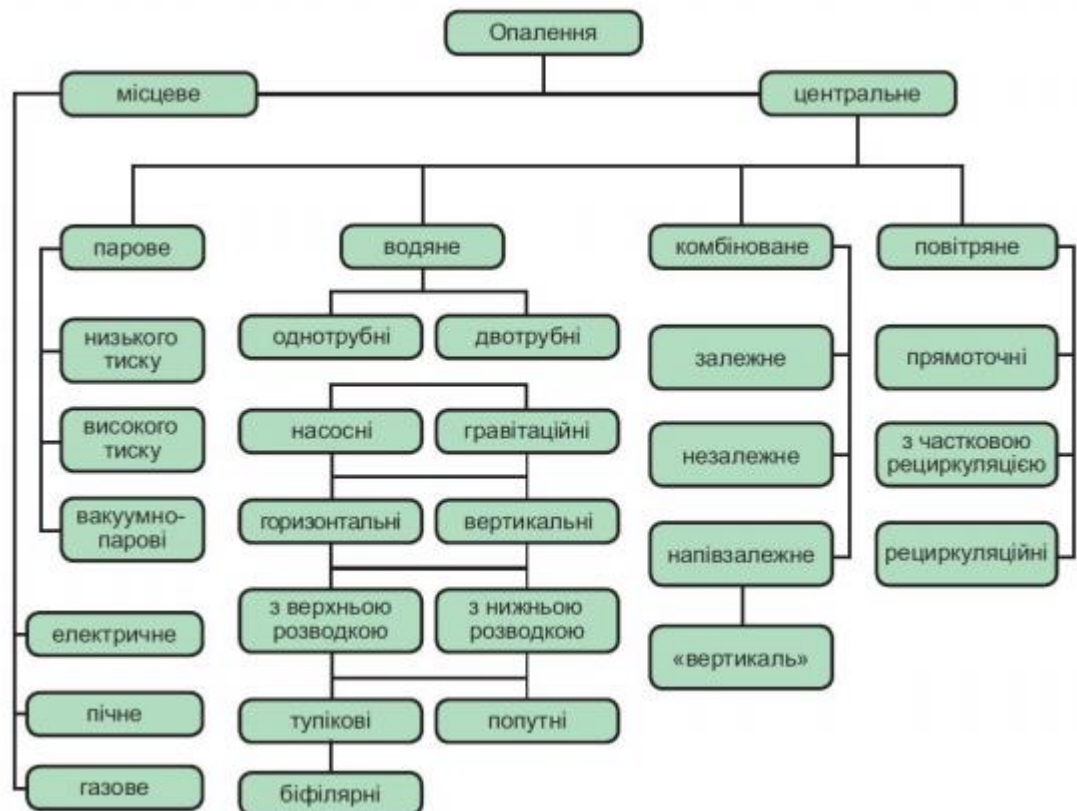 Опалення
місцеве
центральне
парове
водяне
комбіноване
повітряне
однотрубні
двотрубні
низького
тиску
залежне
прямоточні
насосні
гравітаційні
високого
тиску
незалежне
з частковою
рециркуляцією
горизонтальні
вертикальні
вакуумно-
парові
напівзалежне
рециркуляційні
з верхньою
розводкою
з нижньою
розводкою
електричне
«вертикаль»
пічне
тупікові
попутні
газове
біфілярні